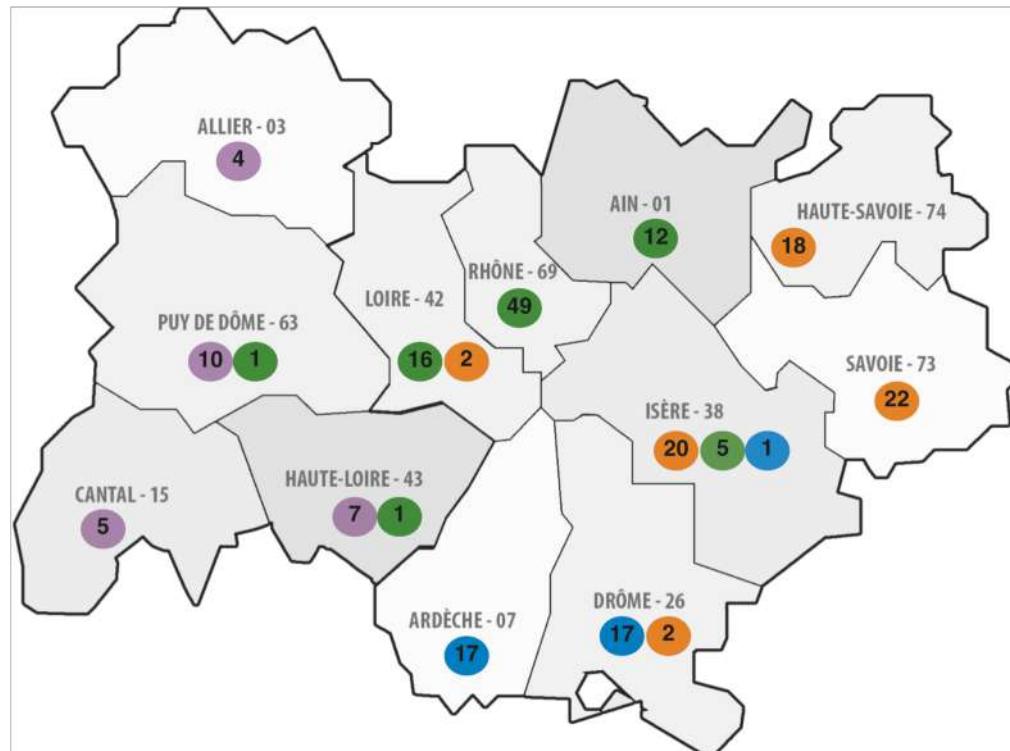 ALLIER - 03
4
AIN - 01
12
HAUTE-SAVOIE - 74
18
RHÔNE - 69
49
LOIRE - 42
16 2
PUY DE DÔME - 63
10 1
SAVOIE - 73
22
ISÈRE - 38
20 5 1
HAUTE-LOIRE - 43
7 1
CANTAL - 15
5
ARDÈCHE - 07
17
DRÔME - 26
17 2